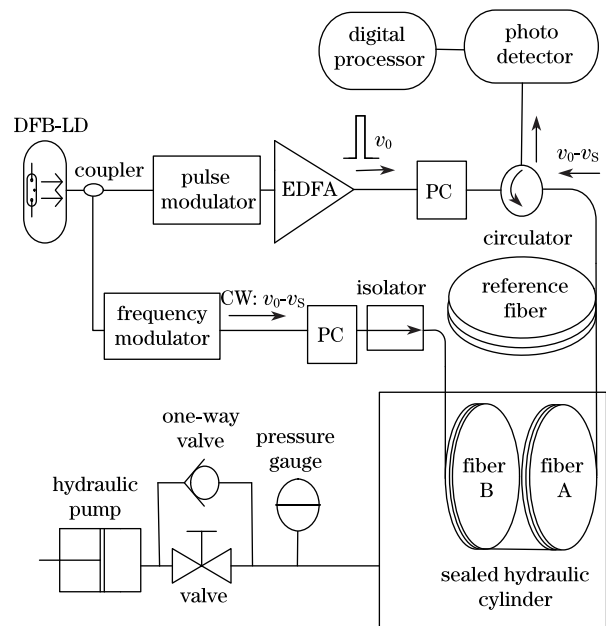 digital
processor
photo
detector
DFB-LD
coupler
pulse
modulator
EDFA
v₀
PC
v₀-vₛ
circulator
frequency
modulator
CW: v₀-vₛ
PC
isolator
reference
fiber
one-way
valve
pressure
gauge
hydraulic
pump
valve
fiber
B
fiber
A
sealed hydraulic
cylinder